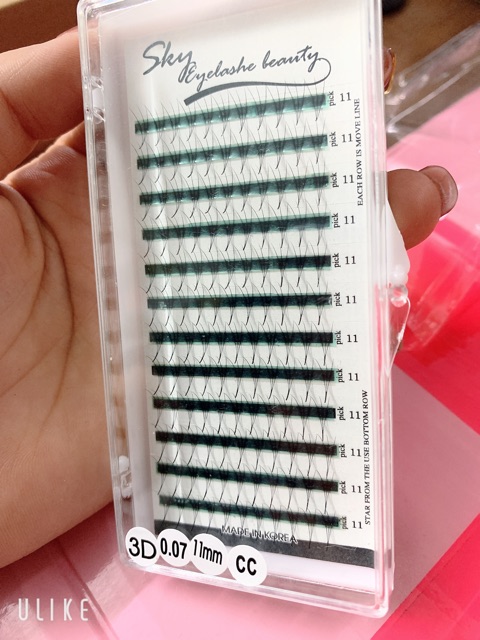 Sky
Eyelashe beauty
pick 11
pick 11
pick 11
pick 11
pick 11
pick 11
pick 11
pick 11
pick 11
pick 11
pick 11
pick 11
EACH ROW IS MOVE LINE
STAR FROM THE USE BOTTOM ROW
MADE IN KOREA
3D 0.07 11mm CC
ULIKE